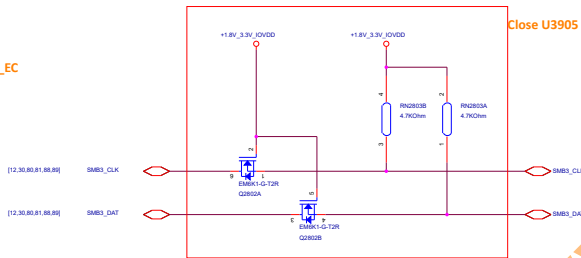 Close U3905
_EC
+1.8V_3.3V_IOVDD
+1.8V_3.3V_IOVDD
4
2
RN2803B
4.7KOhm
RN2803A
4.7KOhm
3
1
2
[12,30,80,81,88,89]
SMB3_CLK
6
1
EM6K1-G-T2R
Q2802A
5
SMB3_CL
[12,30,80,81,88,89]
SMB3_DAT
3
4
EM6K1-G-T2R
Q2802B
SMB3_DA